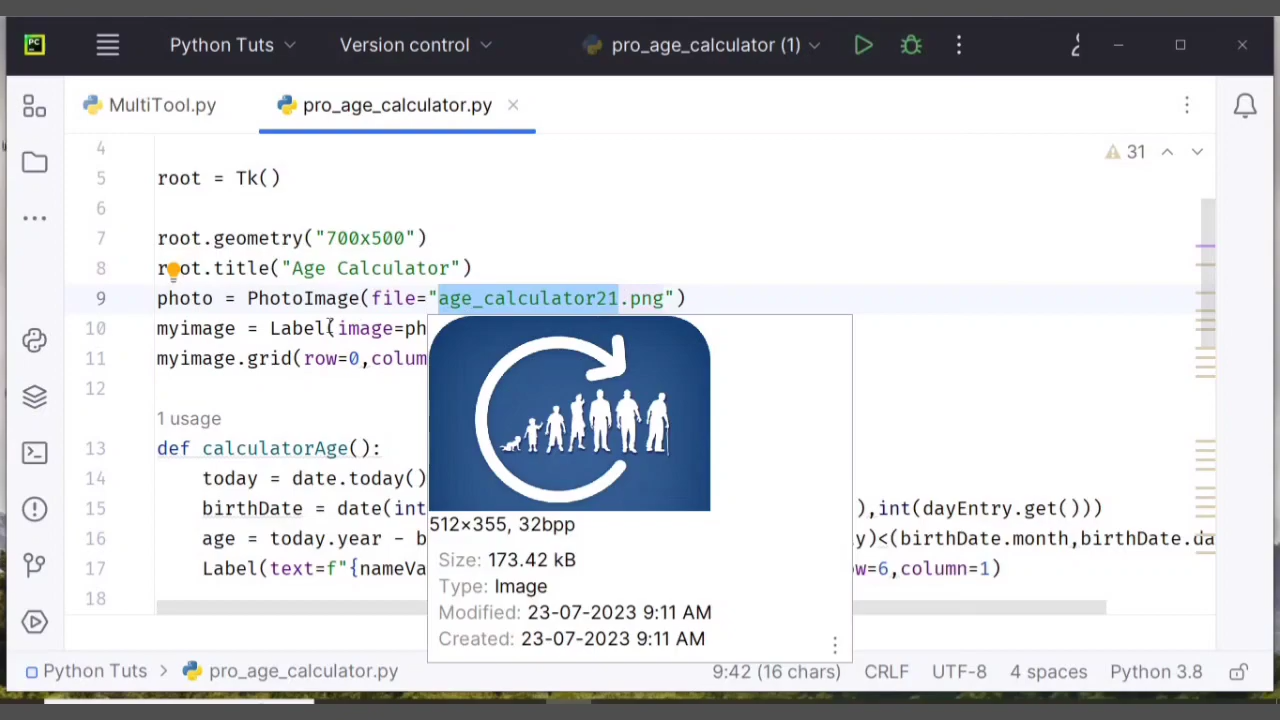 PC
Python Tuts
Version control
pro_age_calculator (1)
MultiTool.py
pro_age_calculator.py
31
4
5 root = Tk()
6
7 root.geometry("700x500")
8 root.title("Age Calculator")
9 photo = PhotoImage(file="age_calculator21.png")
10 myimage = Label(image=ph
11 myimage.grid(row=0,colum
12
1 usage
13 def calculatorAge():
14 today = date.today()
15 birthDate = date(int ),int(dayEntry.get()))
16 age = today.year - b y)<(birthDate.month,birthDate.da
17 Label(text=f"{nameVa w=6,column=1)
18
512×355, 32bpp
Size: 173.42 kB
Type: Image
Modified: 23-07-2023 9:11 AM
Created: 23-07-2023 9:11 AM
Python Tuts > pro_age_calculator.py
9:42 (16 chars)
CRLF
UTF-8
4 spaces
Python 3.8